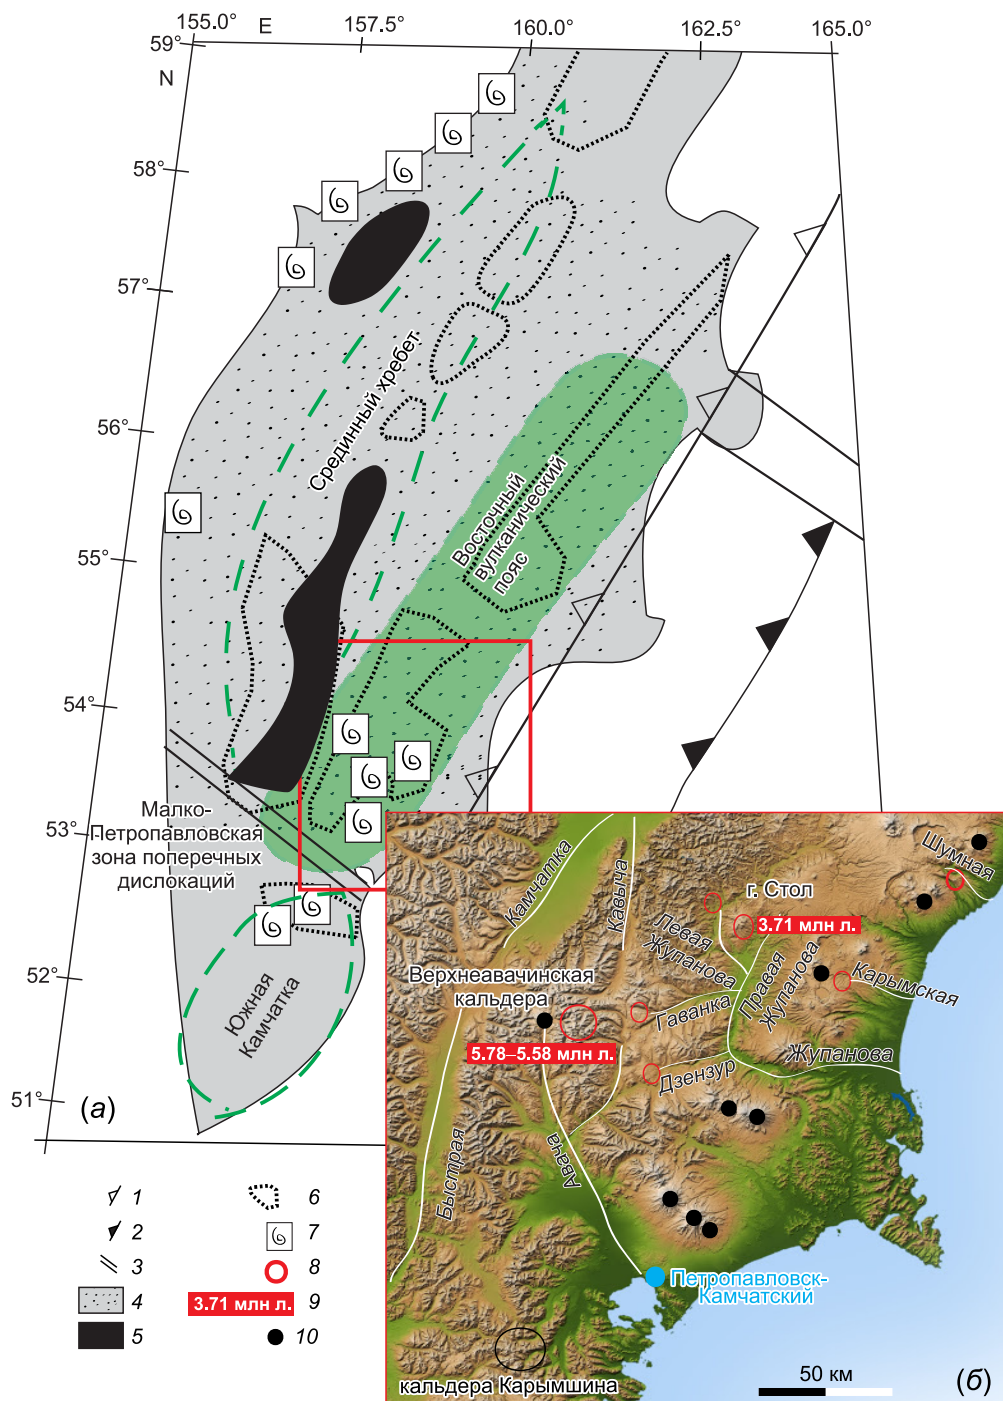 155.0°
E
157.5°
160.0°
162.5°
165.0°
59°
N
58°
57°
56°
55°
54°
53°
52°
51°
Срединный хребет
Восточный
вулканический
пояс
Малко-
Петропавловская
зона поперечных
дислокаций
Южная
Камчатка
(а)
1
2
3
4
5
6
7
8
3.71 млн л.
9
10
Камчатка
Кавыча
Шумная
г. Стол
3.71 млн л.
Левая
Жупанова
Правая
Жупанова
Карымская
Верхнеавачинская
кальдера
Гаванка
5.78–5.58 млн л.
Жупанова
Дзензур
Авача
Быстрая
Петропавловск-
Камчатский
кальдера Карымшина
50 км
(б)